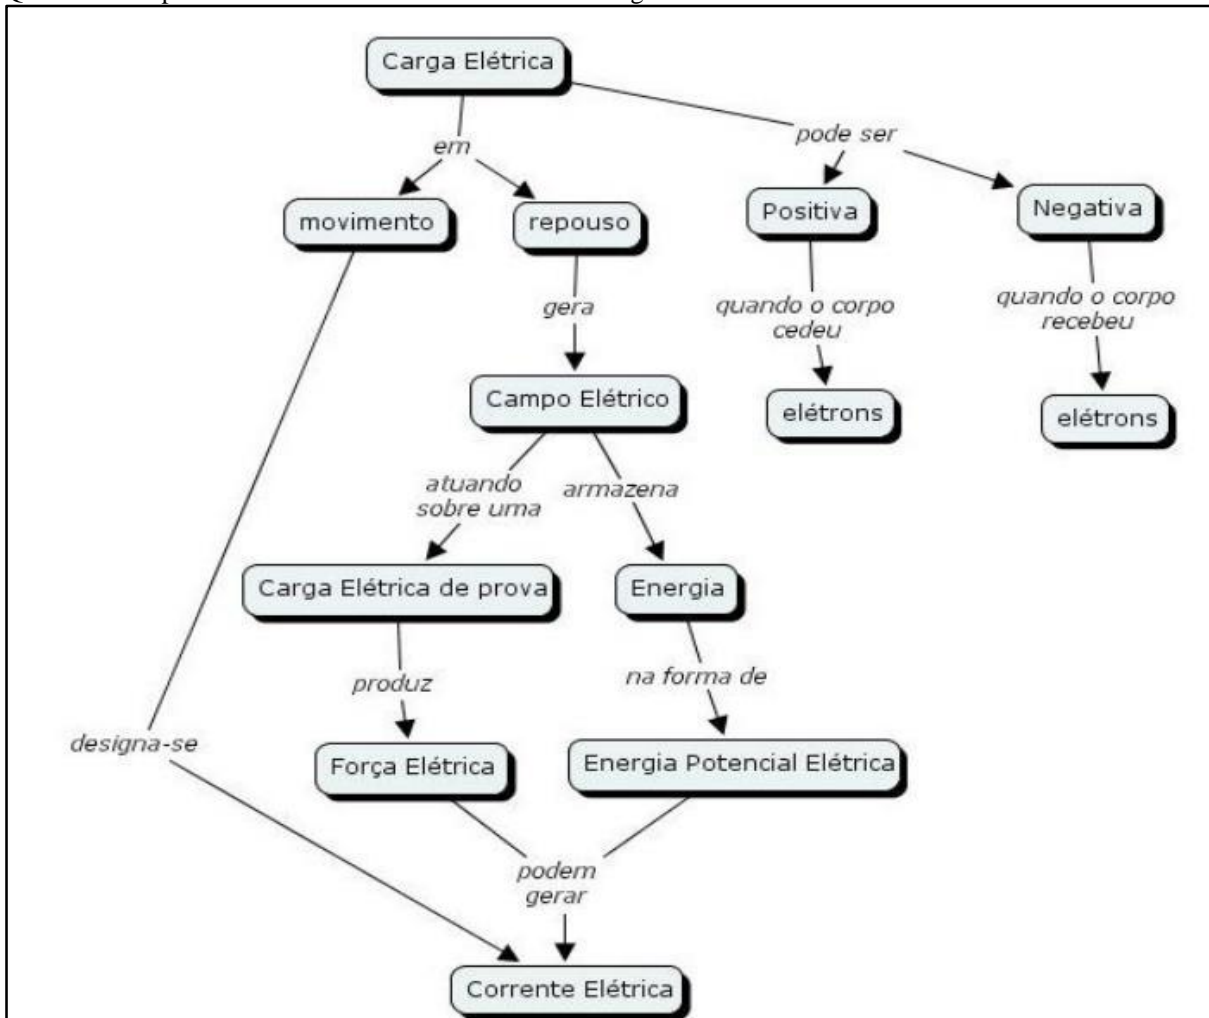 Carga Elétrica
pode ser
em
movimento
repouso
Positiva
Negativa
gera
quando o corpo
cedeu
quando o corpo
recebeu
Campo Elétrico
elétrons
elétrons
atuando
sobre uma
armazena
Carga Elétrica de prova
Energia
produz
na forma de
designa-se
Força Elétrica
Energia Potencial Elétrica
podem
gerar
Corrente Elétrica